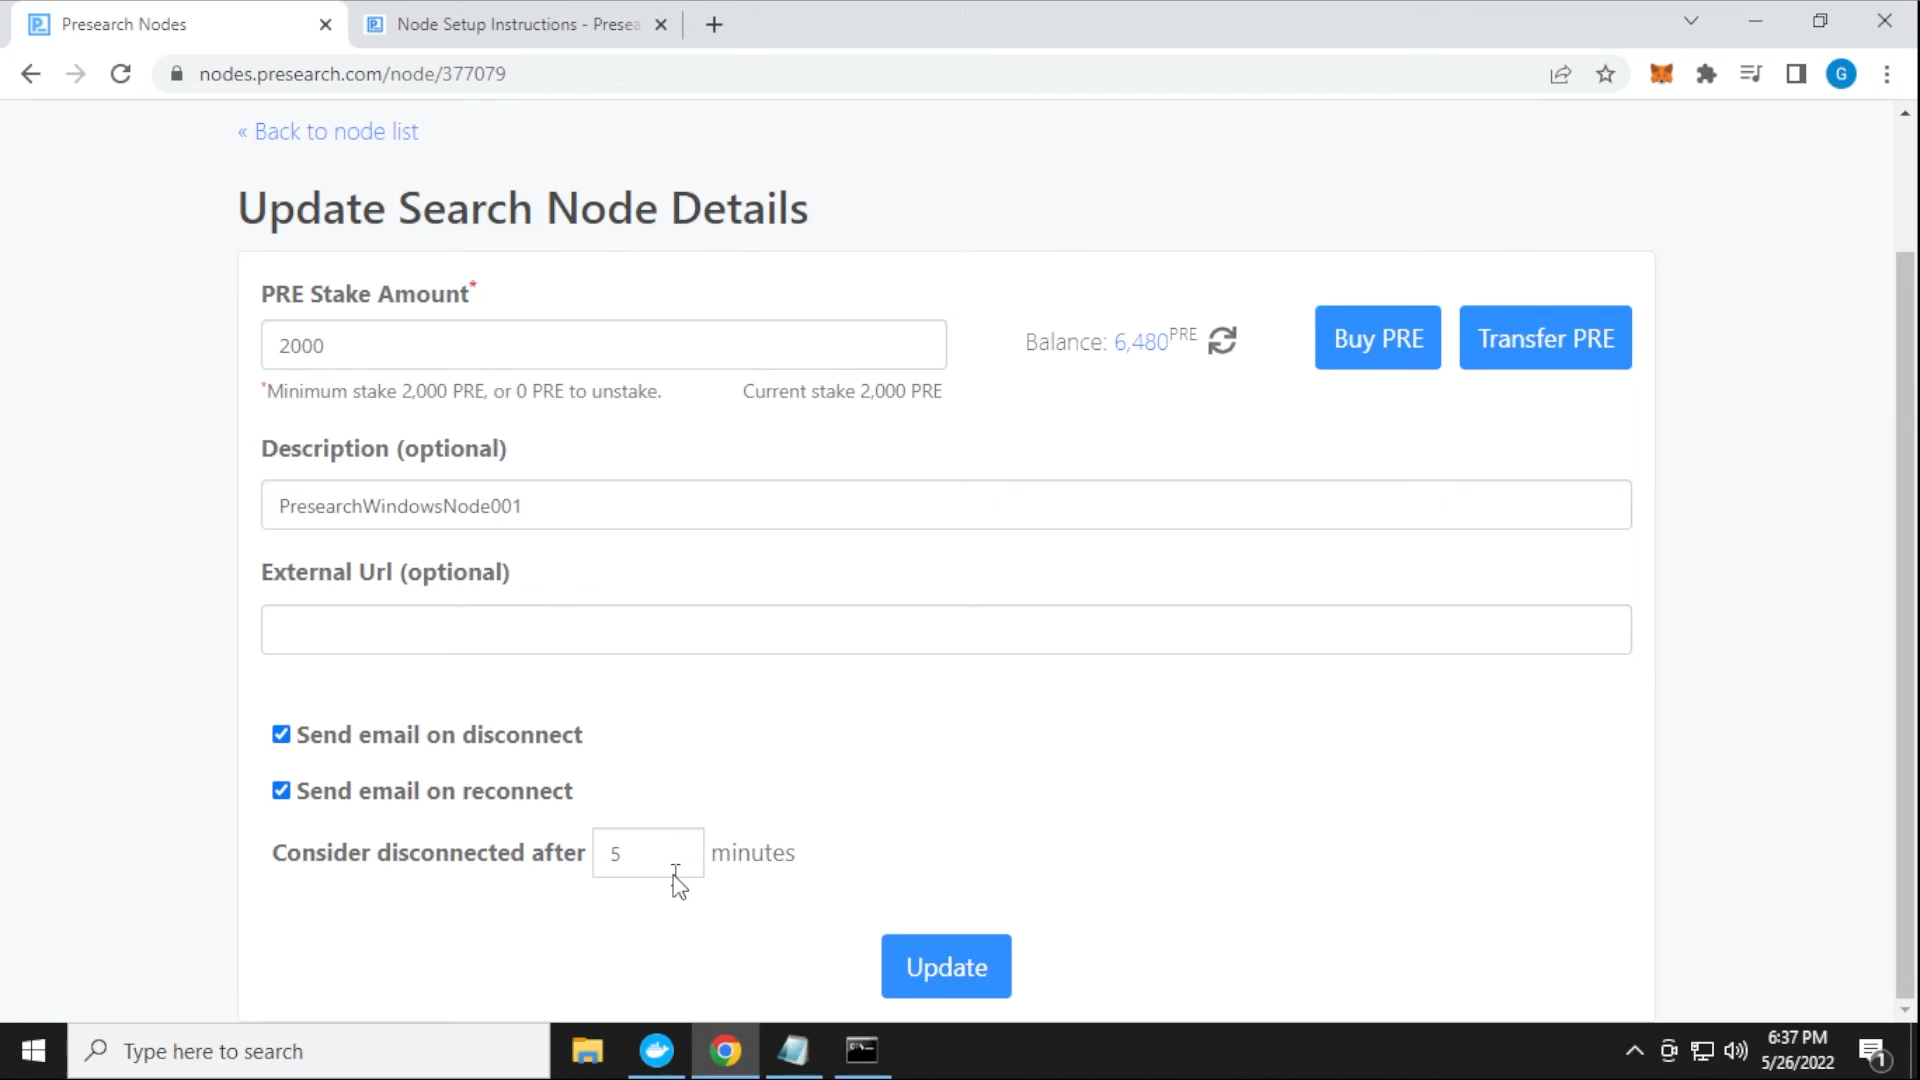 Presearch Nodes
Node Setup Instructions - Presea
nodes.presearch.com/node/377079
G
« Back to node list
Update Search Node Details
PRE Stake Amount*
2000
Balance: 6,480 PRE
Buy PRE
Transfer PRE
*Minimum stake 2,000 PRE, or 0 PRE to unstake.
Current stake 2,000 PRE
Description (optional)
PresearchWindowsNode001
External Url (optional)
Send email on disconnect
Send email on reconnect
Consider disconnected after 5 minutes
Update
Type here to search
6:37 PM
5/26/2022
1